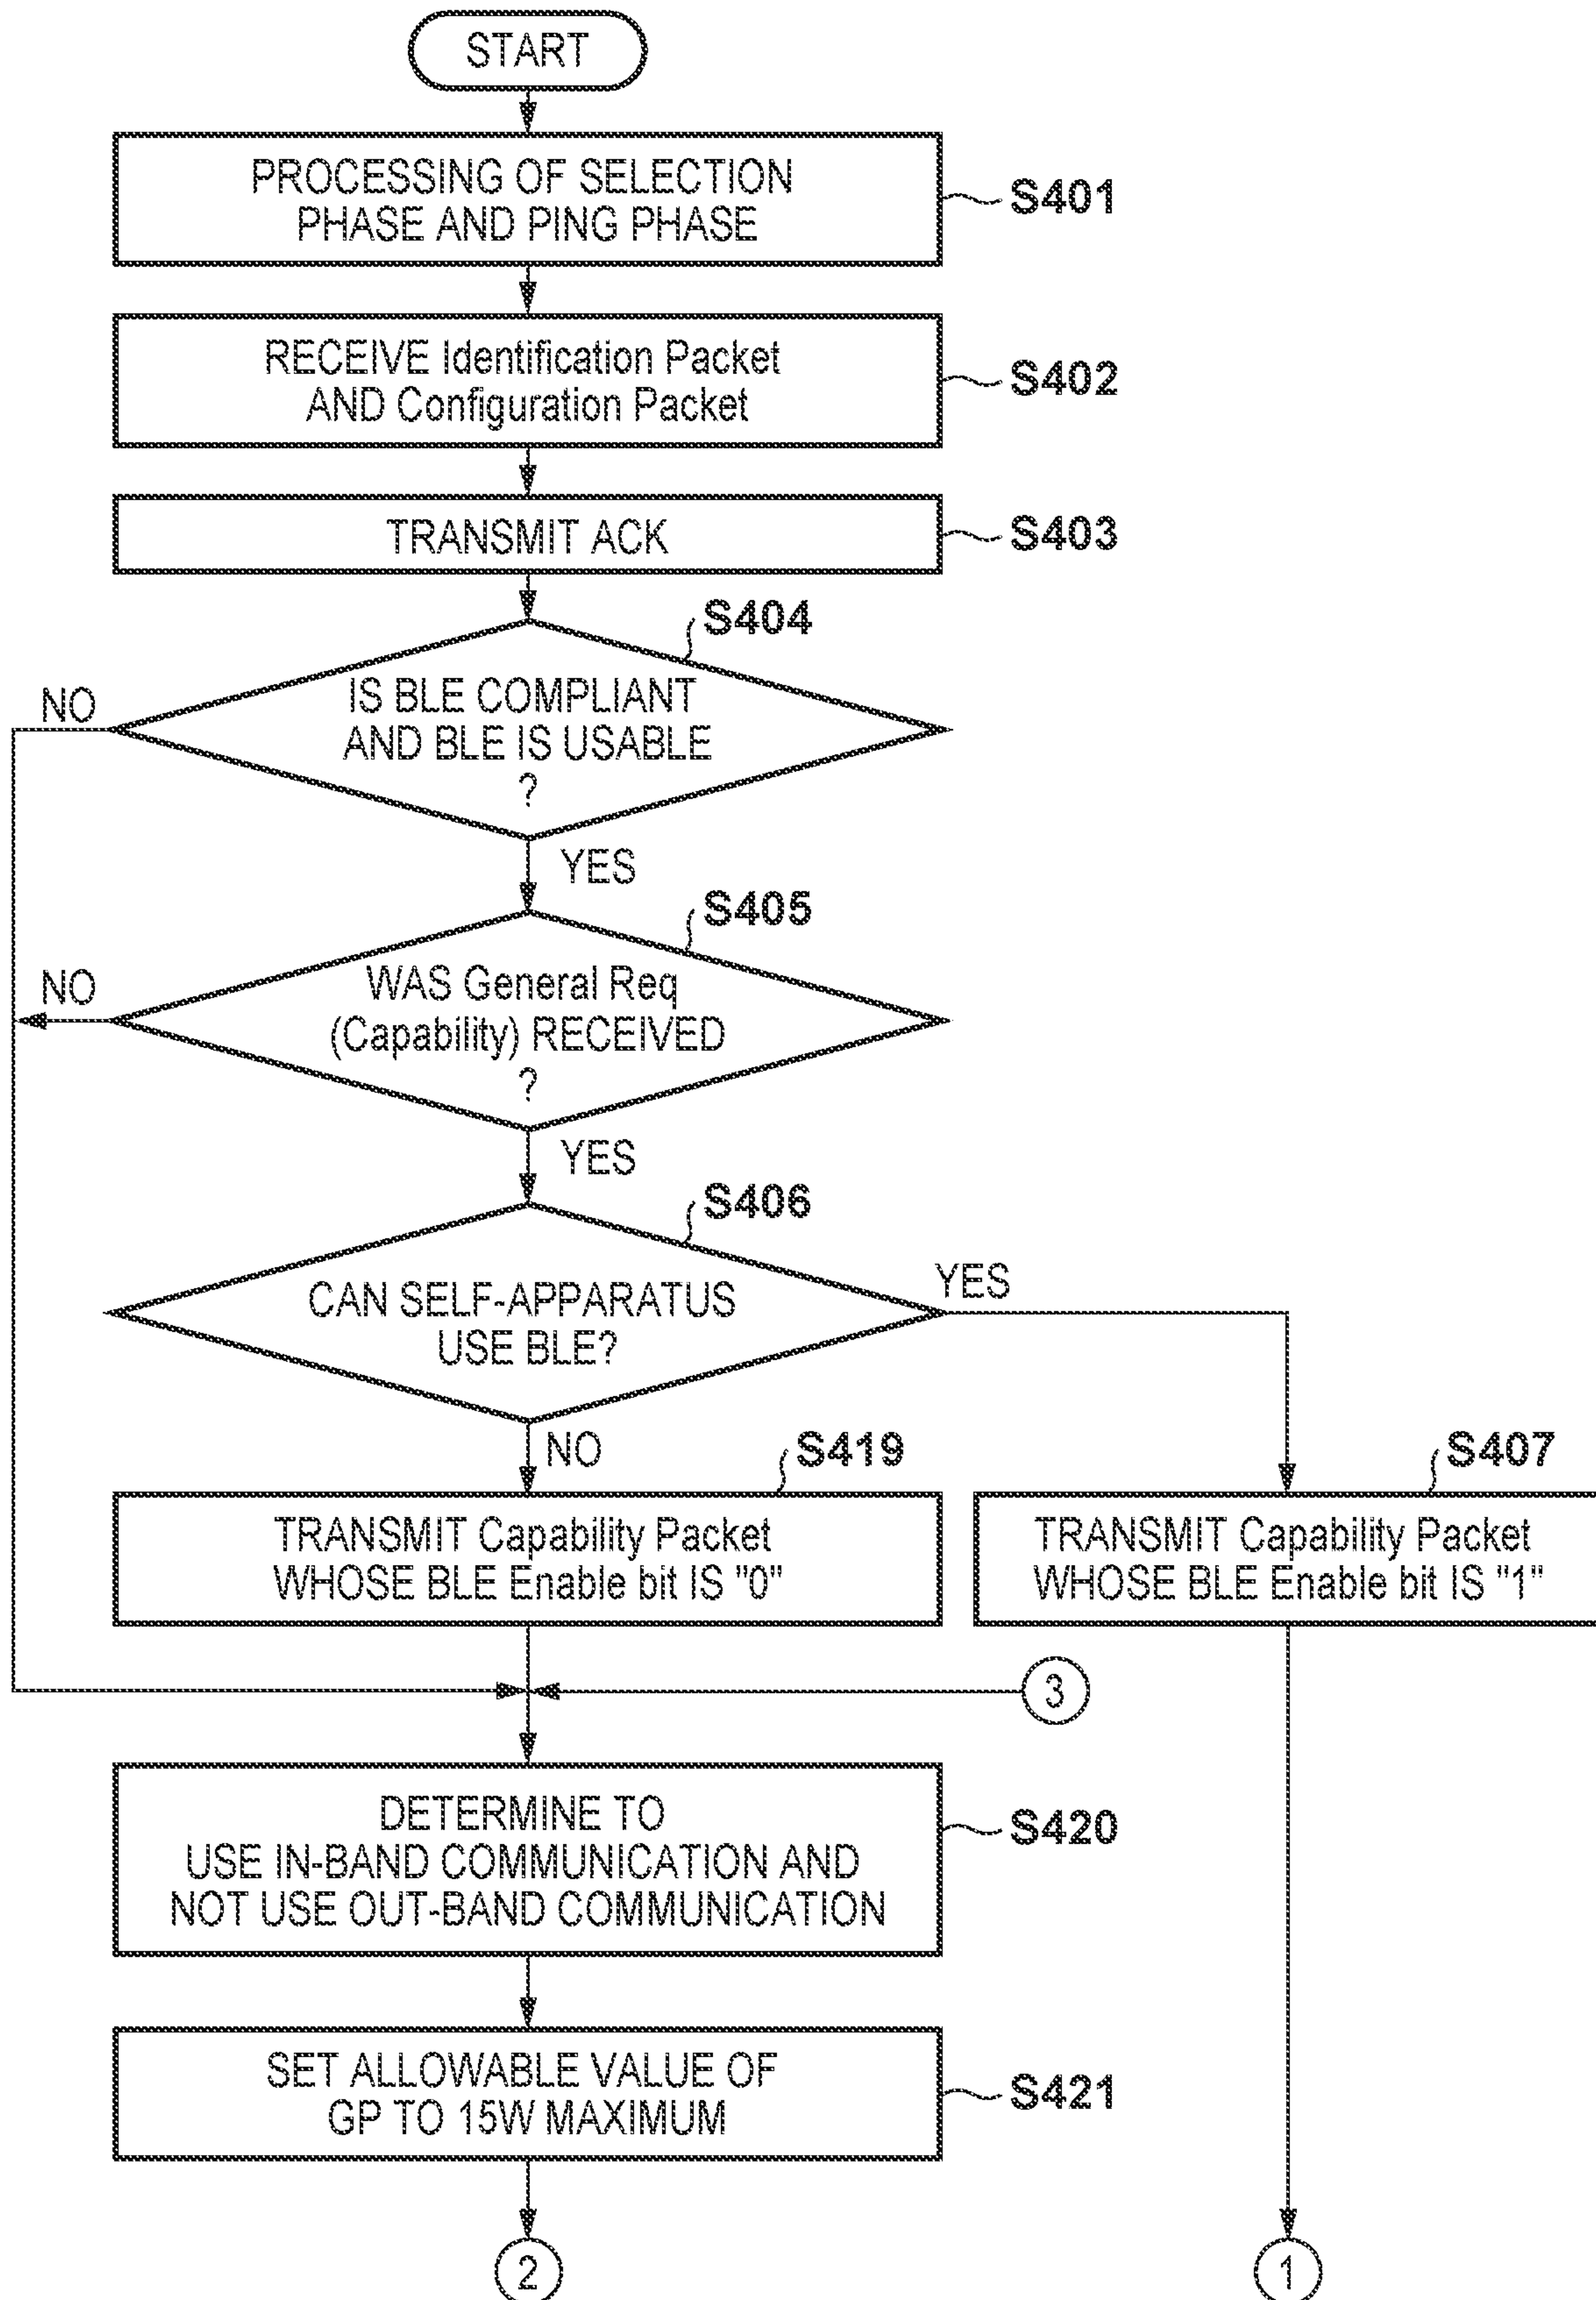 START
PROCESSING OF SELECTION
PHASE AND PING PHASE
S401
RECEIVE Identification Packet
AND Configuration Packet
S402
TRANSMIT ACK
S403
S404
IS BLE COMPLIANT
AND BLE IS USABLE
?
NO
YES
S405
WAS General Req
(Capability) RECEIVED
?
NO
YES
S406
CAN SELF-APPARATUS
USE BLE?
YES
NO
S419
TRANSMIT Capability Packet
WHOSE BLE Enable bit IS "0"
S407
TRANSMIT Capability Packet
WHOSE BLE Enable bit IS "1"
3
DETERMINE TO
USE IN-BAND COMMUNICATION AND
NOT USE OUT-BAND COMMUNICATION
S420
SET ALLOWABLE VALUE OF
GP TO 15W MAXIMUM
S421
2
1